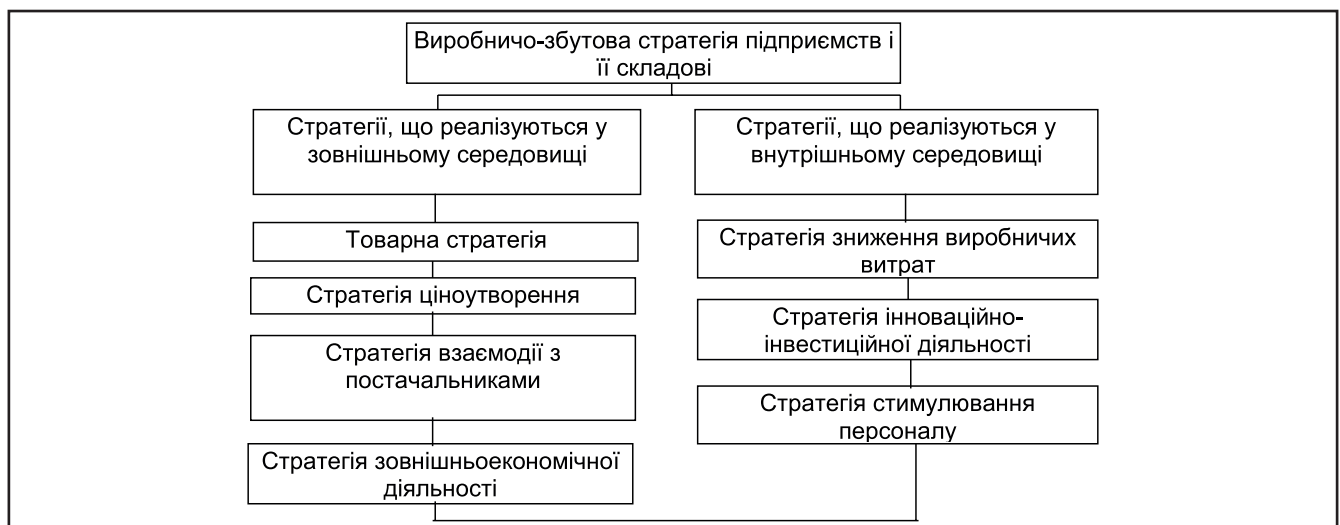 Виробничо-збутова стратегія підприємств і
її складові
Стратегії, що реалізуються у
зовнішньому середовищі
Товарна стратегія
Стратегія ціноутворення
Стратегія взаємодії з
постачальниками
Стратегія зовнішньоекономічної
діяльності
Стратегії, що реалізуються у
внутрішньому середовищі
Стратегія зниження виробничих
витрат
Стратегія інноваційно-
інвестиційної діяльності
Стратегія стимулювання
персоналу